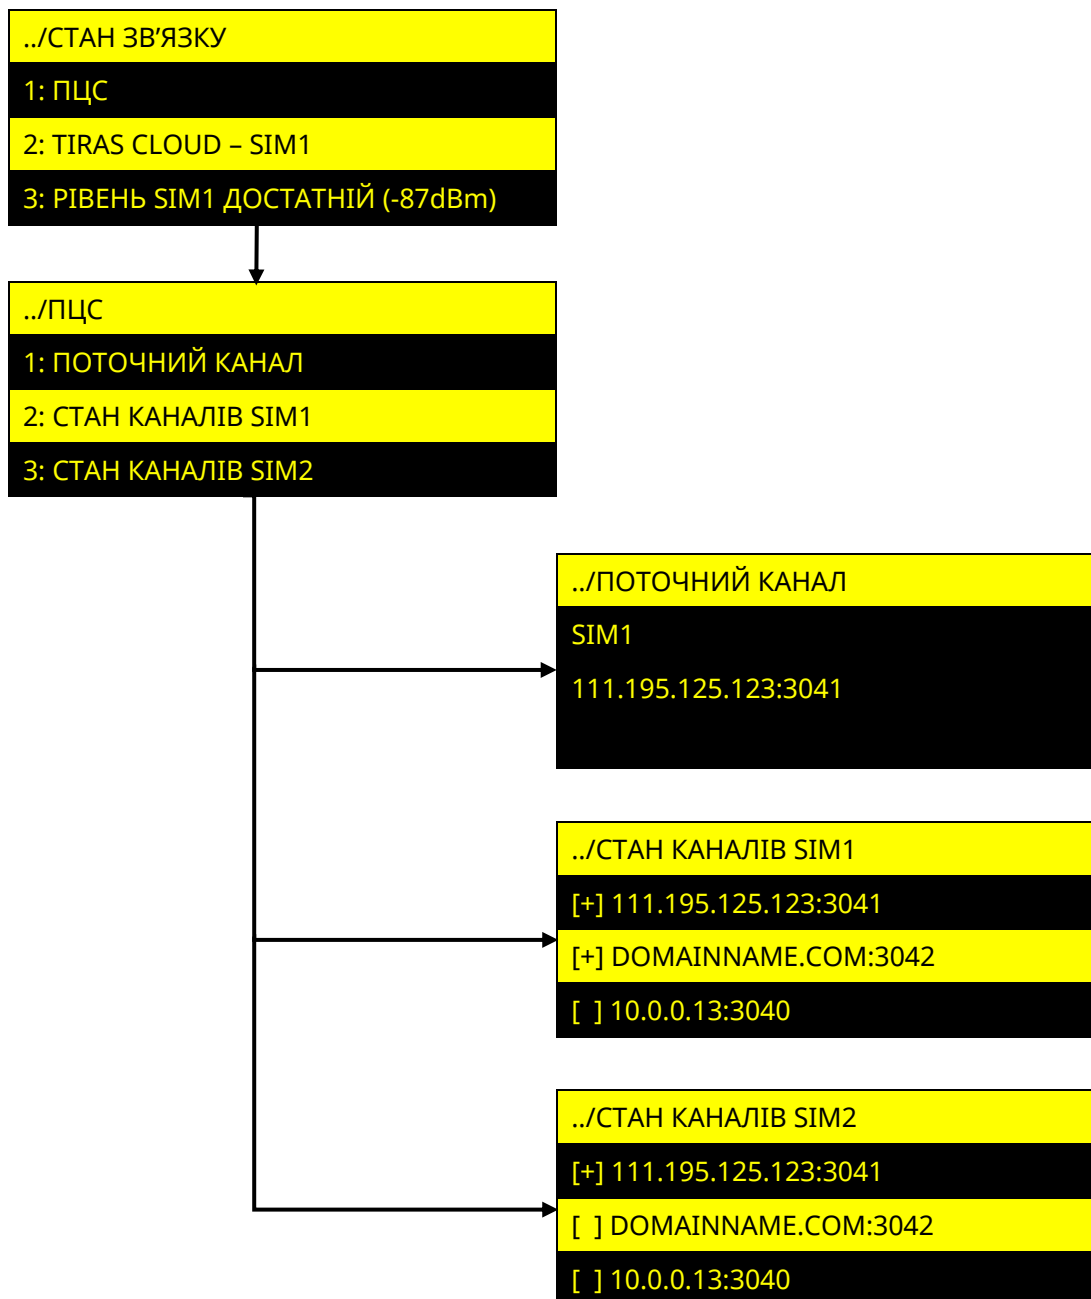 ../СТАН ЗВ’ЯЗКУ
1: ПЦС
2: TIRAS CLOUD – SIM1
3: РІВЕНЬ SIM1 ДОСТАТНІЙ (-87dBm)
../ПЦС
1: ПОТОЧНИЙ КАНАЛ
2: СТАН КАНАЛІВ SIM1
3: СТАН КАНАЛІВ SIM2
../ПОТОЧНИЙ КАНАЛ
SIM1
111.195.125.123:3041
../СТАН КАНАЛІВ SIM1
[+] 111.195.125.123:3041
[+] DOMAINNAME.COM:3042
[ ] 10.0.0.13:3040
../СТАН КАНАЛІВ SIM2
[+] 111.195.125.123:3041
[ ] DOMAINNAME.COM:3042
[ ] 10.0.0.13:3040